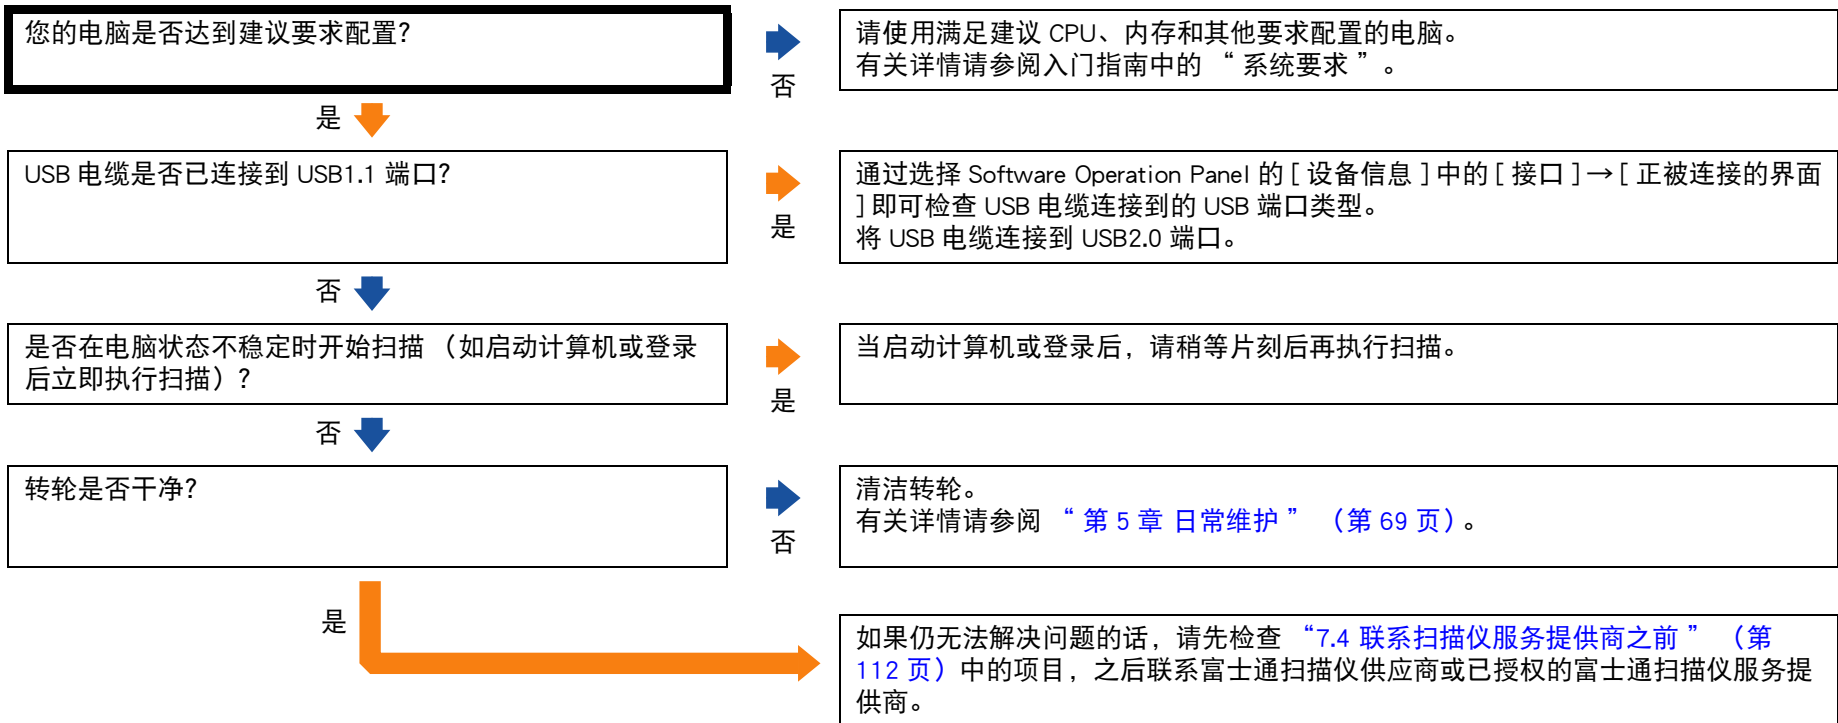 您的电脑是否达到建议要求配置？
否
请使用满足建议 CPU、内存和其他要求配置的电脑。
有关详情请参阅入门指南中的 “ 系统要求 ”。
是
USB 电缆是否已连接到 USB1.1 端口？
是
通过选择 Software Operation Panel 的 [ 设备信息 ] 中的 [ 接口 ]→[ 正被连接的界面
] 即可检查 USB 电缆连接到的 USB 端口类型。
将 USB 电缆连接到 USB2.0 端口。
否
是否在电脑状态不稳定时开始扫描 （如启动计算机或登录
后立即执行扫描）？
是
当启动计算机或登录后，请稍等片刻后再执行扫描。
否
转轮是否干净？
否
清洁转轮。
有关详情请参阅 “ 第 5 章 日常维护 ” （第 69 页）。
是
如果仍无法解决问题的话，请先检查 “7.4 联系扫描仪服务提供商之前 ” （第
112 页）中的项目，之后联系富士通扫描仪供应商或已授权的富士通扫描仪服务提
供商。